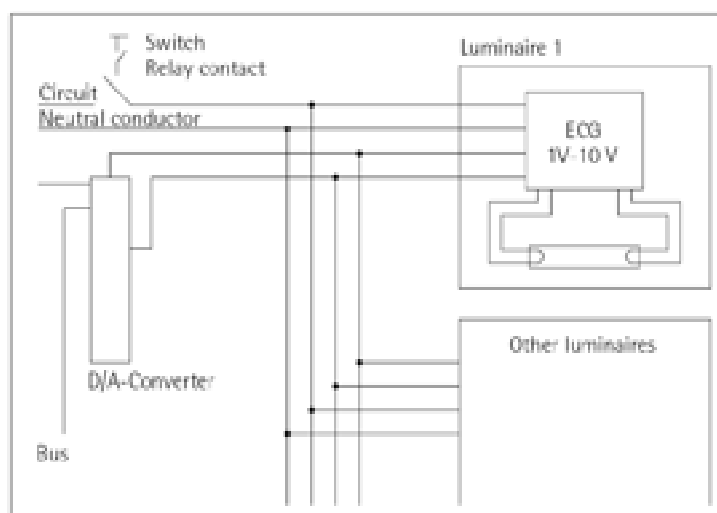 Switch
Relay contact
Circuit
Neutral conductor
Luminaire 1
ECG
1V-10 V
D/A-Converter
Other luminaires
Bus